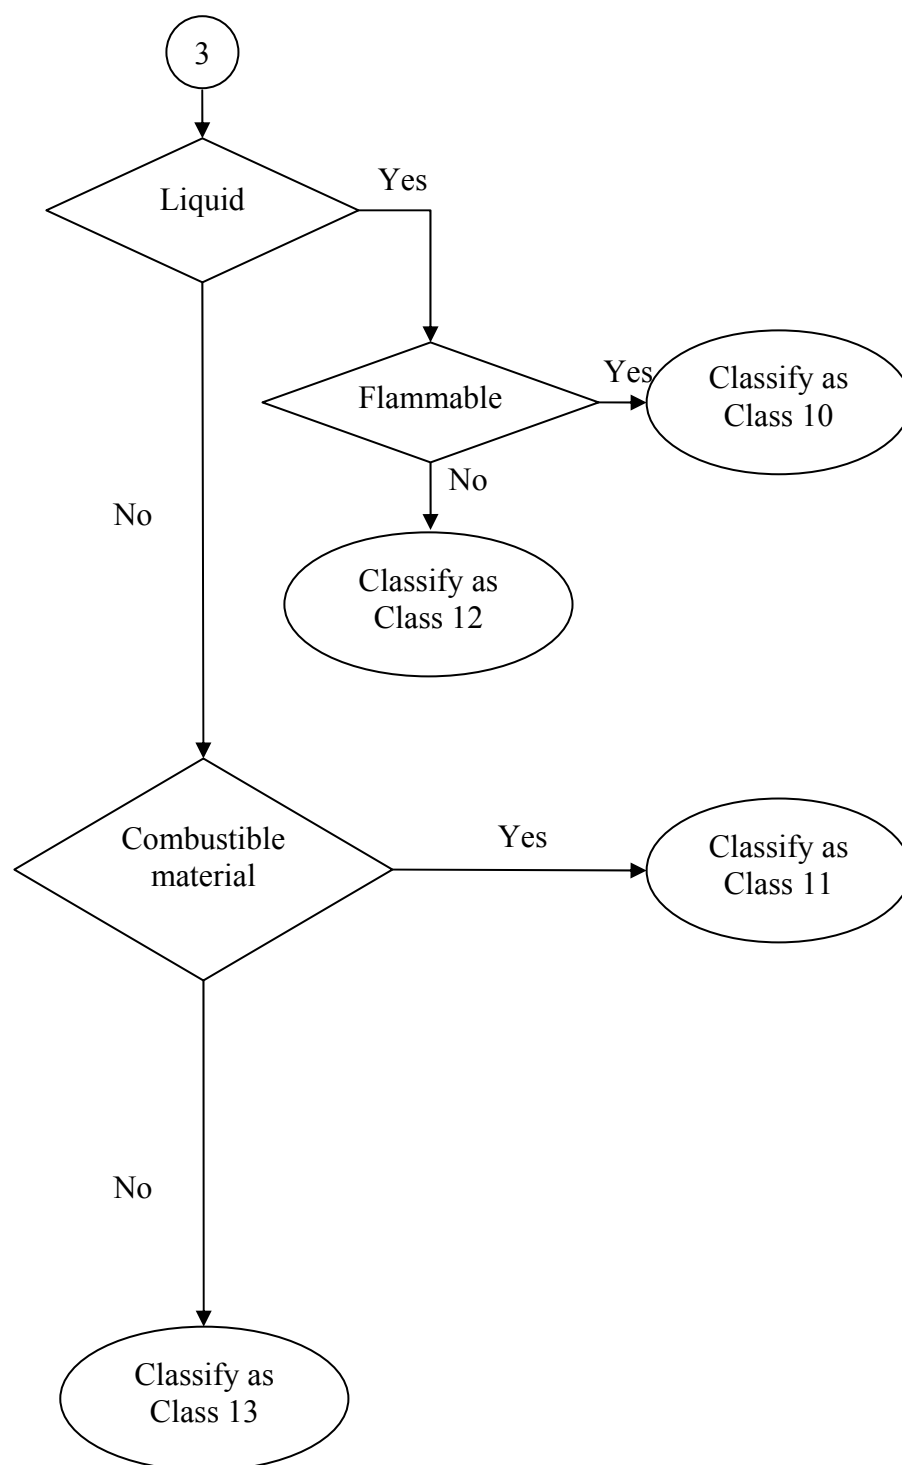 3
Liquid
Yes
Flammable
Yes
Classify as
Class 10
No
No
Classify as
Class 12
Combustible
material
Yes
Classify as
Class 11
No
Classify as
Class 13